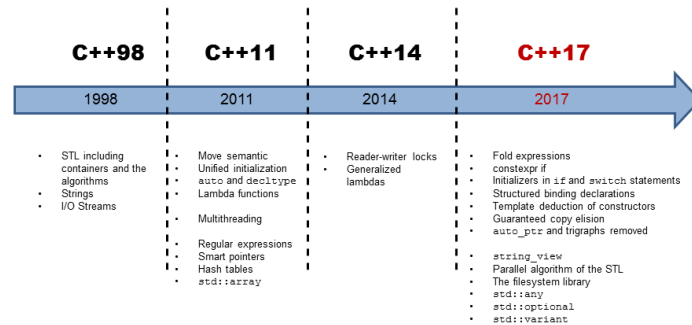 C++98
C++11
C++14
C++17
1998
2011
2014
2017
STL including
containers and the
algorithms
Strings
I/O Streams
Move semantic
Unified initialization
auto and decltype
Lambda functions
Multithreading
Regular expressions
Smart pointers
Hash tables
std::array
Reader-writer locks
Generalized
lambdas
Fold expressions
constexpr if
Initializers in if and switch statements
Structured binding declarations
Template deduction of constructors
Guaranteed copy elision
auto_ptr and trigraphs removed
string_view
Parallel algorithm of the STL
The filesystem library
std::any
std::optional
std::variant